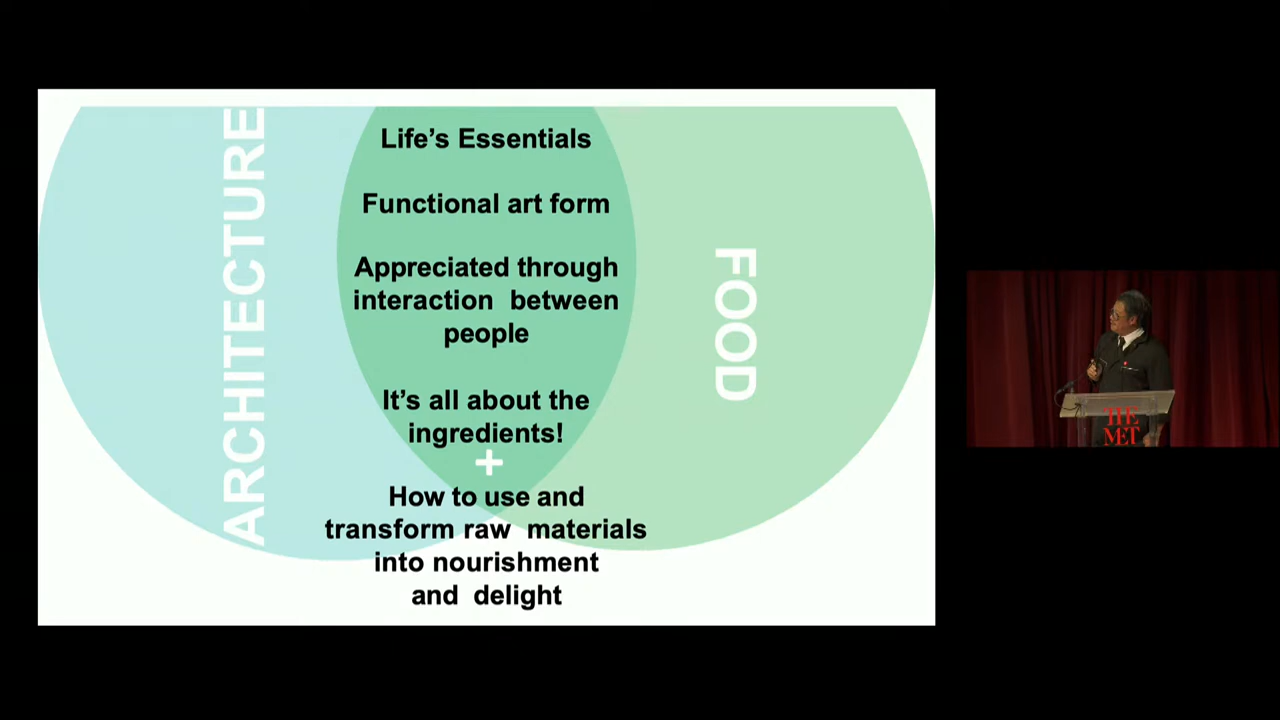 ARCHITECTURE
Life's Essentials
Functional art form
Appreciated through
interaction between
people
It's all about the
ingredients!
+
How to use and
transform raw materials
into nourishment
and delight
FOOD
THE
MET